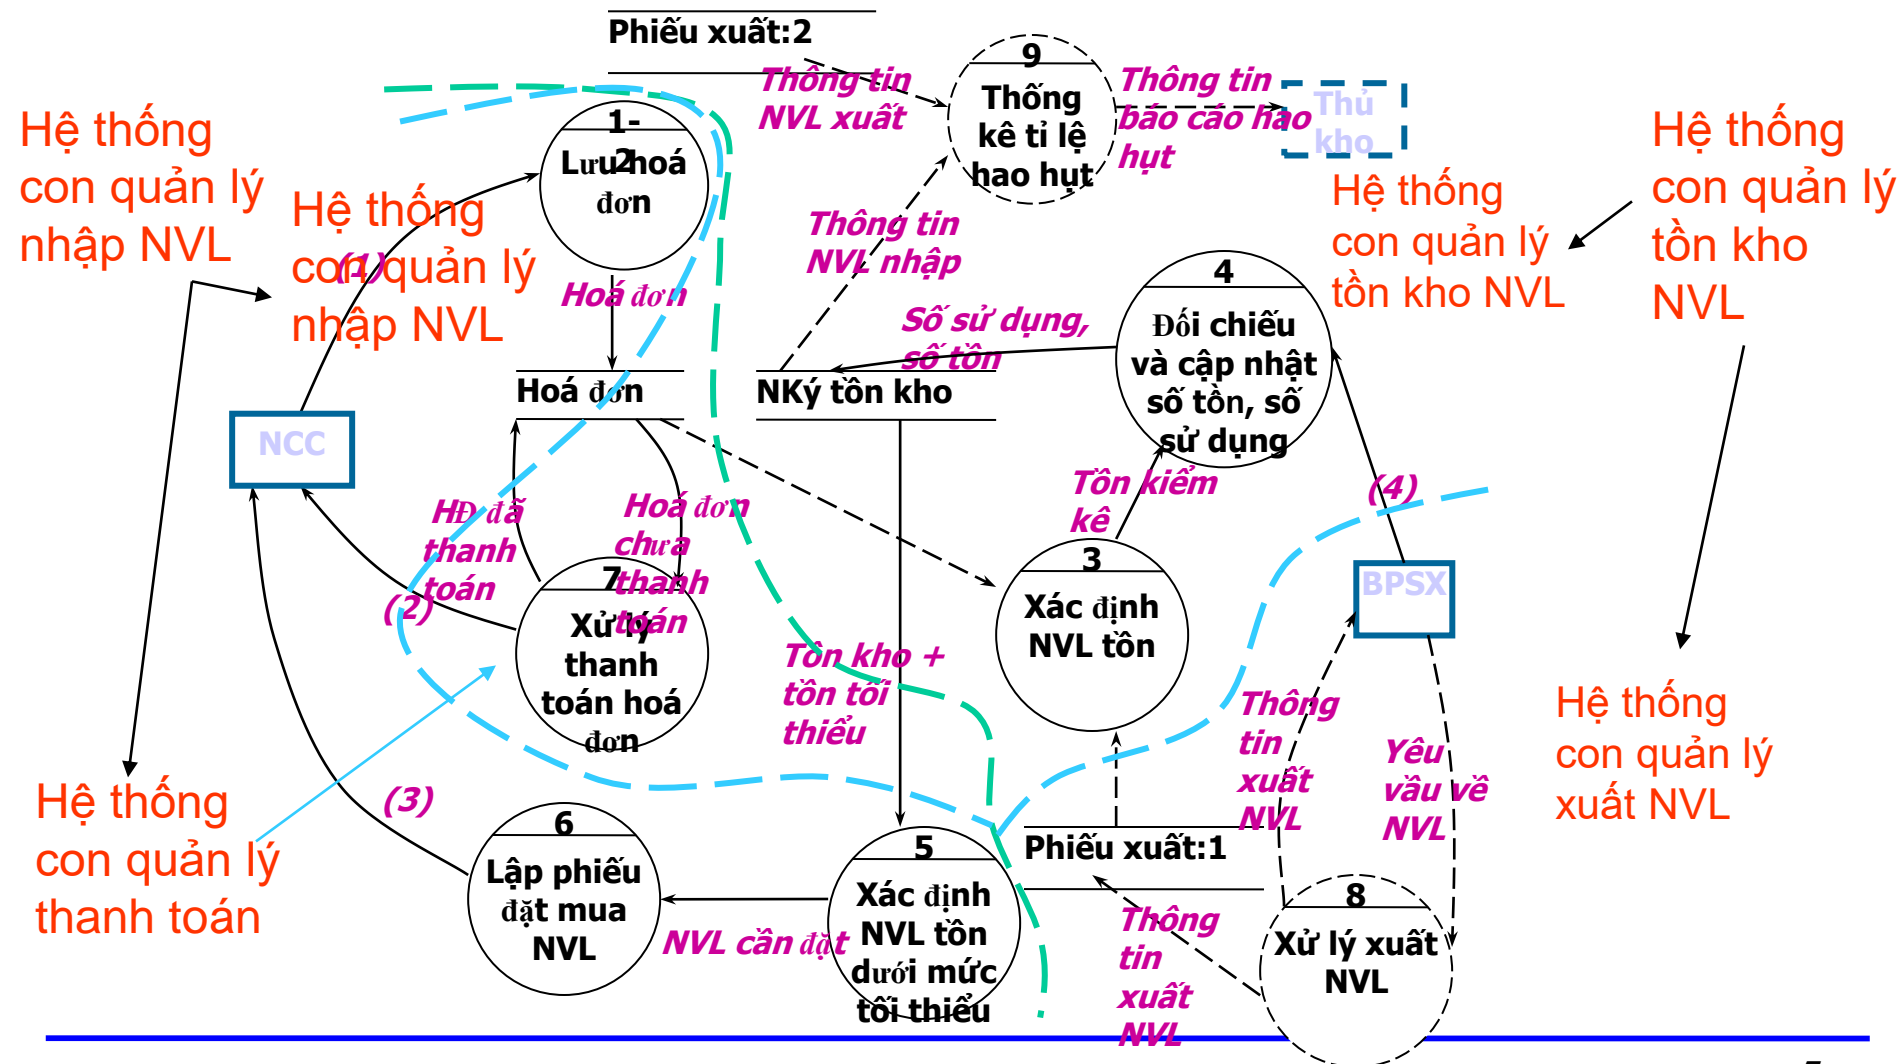 Phiếu xuất:2
Thông tin
NVL xuất
9
Thống
kê tỉ lệ
hao hụt
Thông tin
báo cáo hao
hụt
Thủ
kho
Hệ thống
con quản lý
nhập NVL
Hệ thống
con quản lý
nhập NVL
1-
2
Lưu hoá
đơn
Hệ thống
con quản lý
tồn kho NVL
Hệ thống
con quản lý
tồn kho
NVL
(1)
Hoá đơn
Thông tin
NVL nhập
Số sử dụng,
số tồn
4
Đối chiếu
và cập nhật
số tồn, số
sử dụng
Hoá đơn
NKý tồn kho
NCC
HĐ đã
thanh
toán
Hoá đơn
chưa
thanh
toán
Tồn kiểm
kê
(4)
3
Xác định
NVL tồn
BPSX
(2)
7
Xử lý
thanh
toán hoá
đơn
Tồn kho +
tồn tối
thiểu
Thông
tin
xuất
NVL
Yêu
vầu về
NVL
Hệ thống
con quản lý
xuất NVL
Hệ thống
con quản lý
thanh toán
(3)
6
Lập phiếu
đặt mua
NVL
NVL cần đặt
5
Xác định
NVL tồn
dưới mức
tối thiểu
Phiếu xuất:1
Thông
tin
xuất
NVL
8
Xử lý xuất
NVL